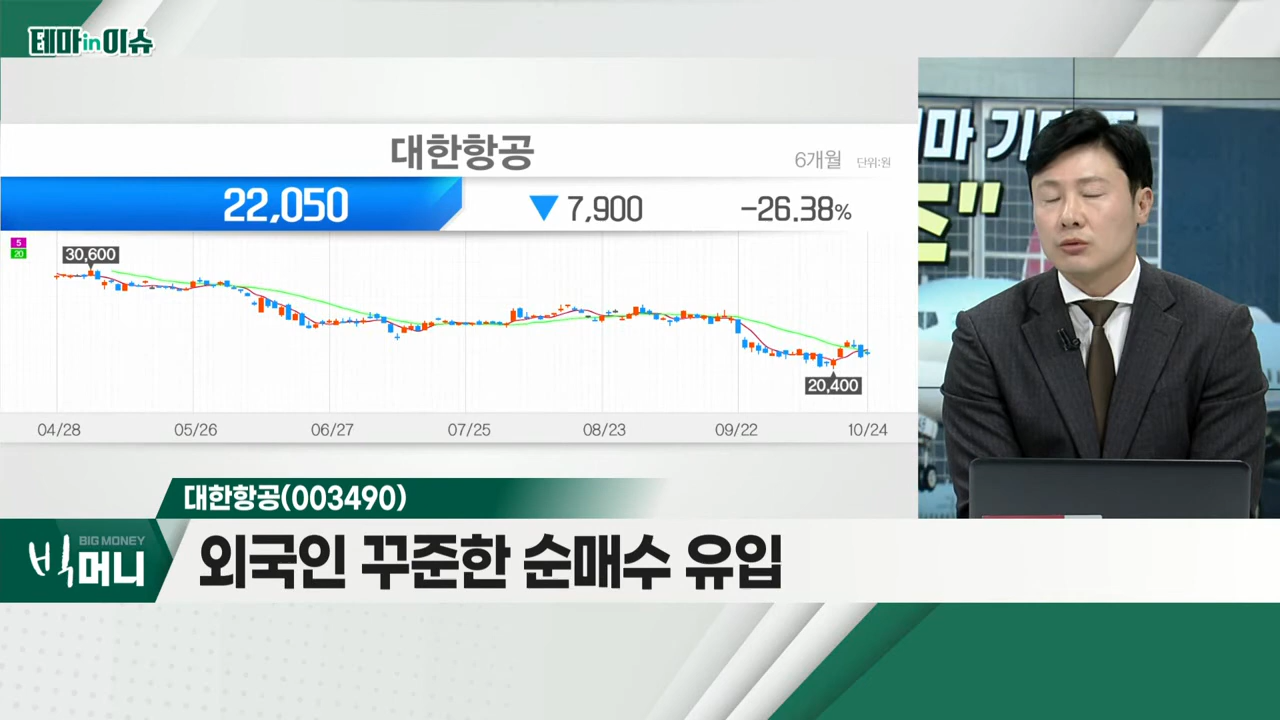 테마in이슈
대한항공
6개월 단위:원
22,050 ▼ 7,900 -26.38%
5
20
30,600
20,400
04/28 05/26 06/27 07/25 08/23 09/22 10/24
대한항공(003490)
BIG MONEY
빅머니
외국인 꾸준한 순매수 유입